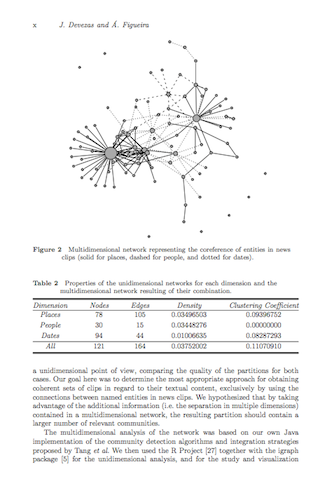 x J. Devezas and Á. Figueira
Figure 2 Multidimensional network representing the coreference of entities in news
clips (solid for places, dashed for people, and dotted for dates).
Table 2 Properties of the unidimensional networks for each dimension and the
multidimensional network resulting of their combination.
Dimension Nodes Edges Density Clustering Coefficient
Places 78 105 0.03496503 0.09396752
People 30 15 0.03448276 0.00000000
Dates 94 44 0.01006635 0.08287293
All 121 164 0.03752002 0.11070910
a unidimensional point of view, comparing the quality of the partitions for both
cases. Our goal here was to determine the most appropriate approach for obtaining
coherent sets of clips in regard to their textual content, exclusively by using the
connections between named entities in news clips. We hypothesized that by taking
advantage of the additional information (i.e. the separation in multiple dimensions)
contained in a multidimensional network, the resulting partition should contain a
larger number of relevant communities.
The multidimensional analysis of the network was based on our own Java
implementation of the community detection algorithms and integration strategies
proposed by Tang et al. We then used the R Project [27] together with the igraph
package [5] for the unidimensional analysis, and for the study and visualization